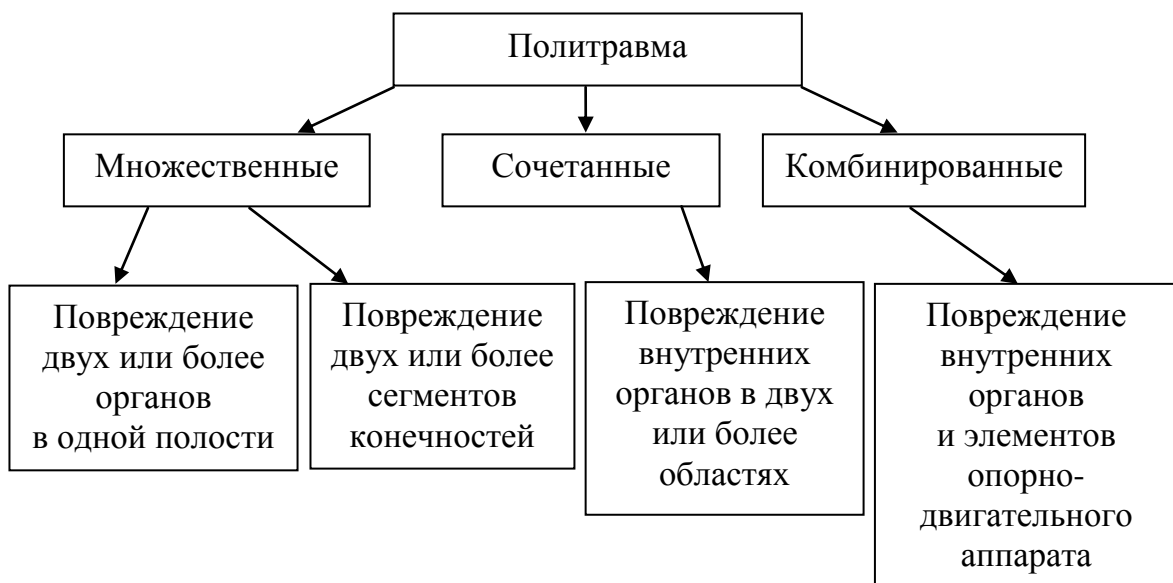 Политравма
Множественные
Сочетанные
Комбинированные
Повреждение
двух или более
органов
в одной полости
Повреждение
двух или более
сегментов
конечностей
Повреждение
внутренних
органов в двух
или более
областях
Повреждение
внутренних
органов
и элементов
опорно-
двигательного
аппарата